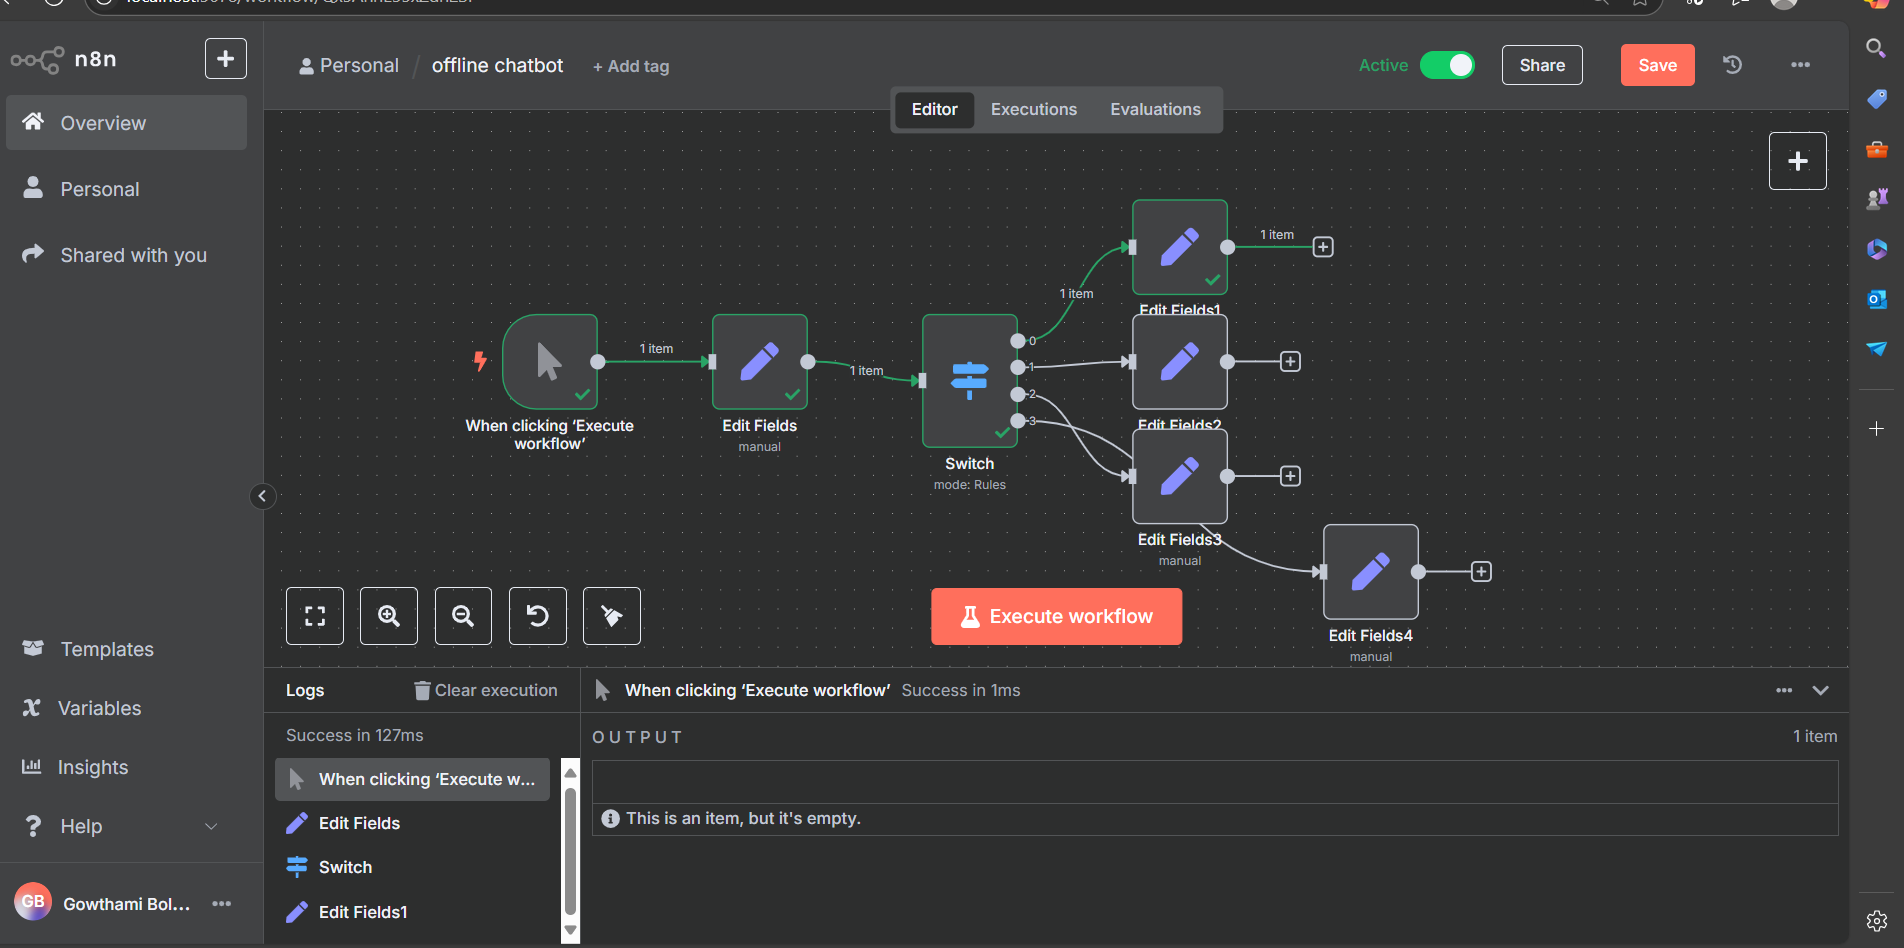 n8n
Personal / offline chatbot + Add tag
Active
Share
Save
Editor Executions Evaluations
Overview
Personal
Shared with you
1 item
1 item
1 item
1 item
0
1
2
3
When clicking ‘Execute
workflow’
Edit Fields
manual
Switch
mode: Rules
Edit Fields1
Edit Fields2
Edit Fields3
manual
Edit Fields4
manual
Execute workflow
Templates
Variables
Insights
Help
GB Gowthami Bol...
Logs
Clear execution
Success in 127ms
When clicking ‘Execute w...
Edit Fields
Switch
Edit Fields1
When clicking ‘Execute workflow’ Success in 1ms
OUTPUT
1 item
This is an item, but it's empty.